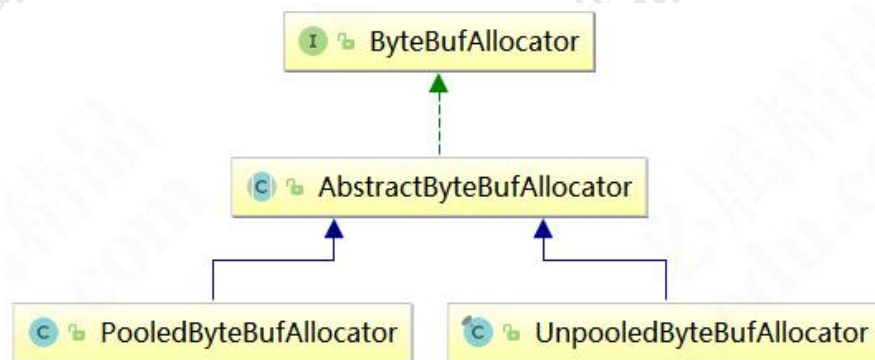 I ByteBufAllocator
C AbstractByteBufAllocator
C PooledByteBufAllocator
C UnpooledByteBufAllocator